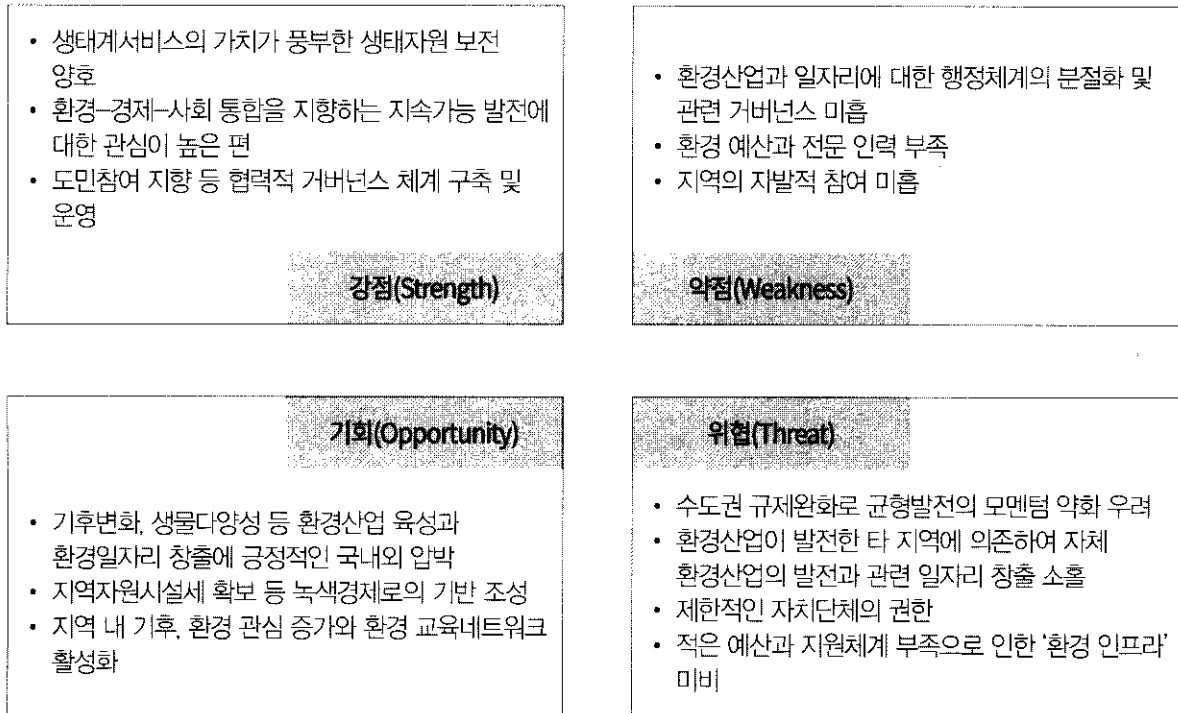 • 생태계서비스의 가치가 풍부한 생태자원 보전
양호
• 환경–경제–사회 통합을 지향하는 지속가능 발전에
대한 관심이 높은 편
• 도민참여 지향 등 협력적 거버넌스 체계 구축 및
운영
강점(Strength)
• 환경산업과 일자리에 대한 행정체계의 분절화 및
관련 거버넌스 미흡
• 환경 예산과 전문 인력 부족
• 지역의 자발적 참여 미흡
약점(Weakness)
기회(Opportunity)
• 기후변화, 생물다양성 등 환경산업 육성과
환경일자리 창출에 긍정적인 국내외 압박
• 지역자원시설세 확보 등 녹색경제로의 기반 조성
• 지역 내 기후, 환경 관심 증가와 환경 교육네트워크
활성화
위협(Threat)
• 수도권 규제완화로 균형발전의 모멘텀 약화 우려
• 환경산업이 발전한 타 지역에 의존하여 자체
환경산업의 발전과 관련 일자리 창출 소홀
• 제한적인 자치단체의 권한
• 적은 예산과 지원체계 부족으로 인한 ‘환경 인프라’
미비